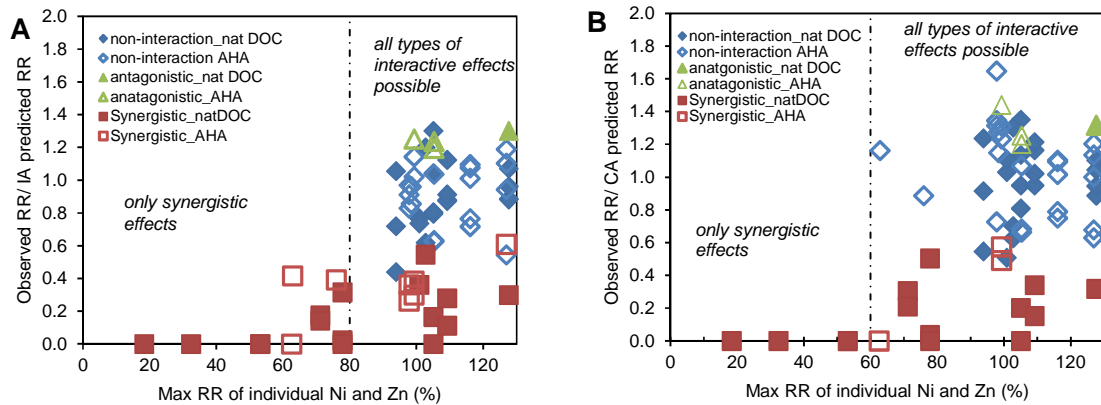 A
Observed RR/ IA predicted RR
2.0
1.8
1.6
1.4
1.2
1.0
0.8
0.6
0.4
0.2
0.0
non-interaction_nat DOC
non-interaction AHA
antagonistic_nat DOC
anatagonistic_AHA
Synergistic_natDOC
Synergistic_AHA
all types of
interactive effects
possible
only synergistic
effects
0 20 40 60 80 100 120
Max RR of individual Ni and Zn (%)
B
Observed RR/ CA predicted RR
2.0
1.8
1.6
1.4
1.2
1.0
0.8
0.6
0.4
0.2
0.0
non-interaction_nat DOC
non-interaction AHA
anatgonistic_nat DOC
anatagonistic_AHA
Synergistic_natDOC
Synergistic_AHA
all types of interactive
effects possible
only synergistic
effects
0 20 40 60 80 100 120
Max RR of individual Ni and Zn (%)